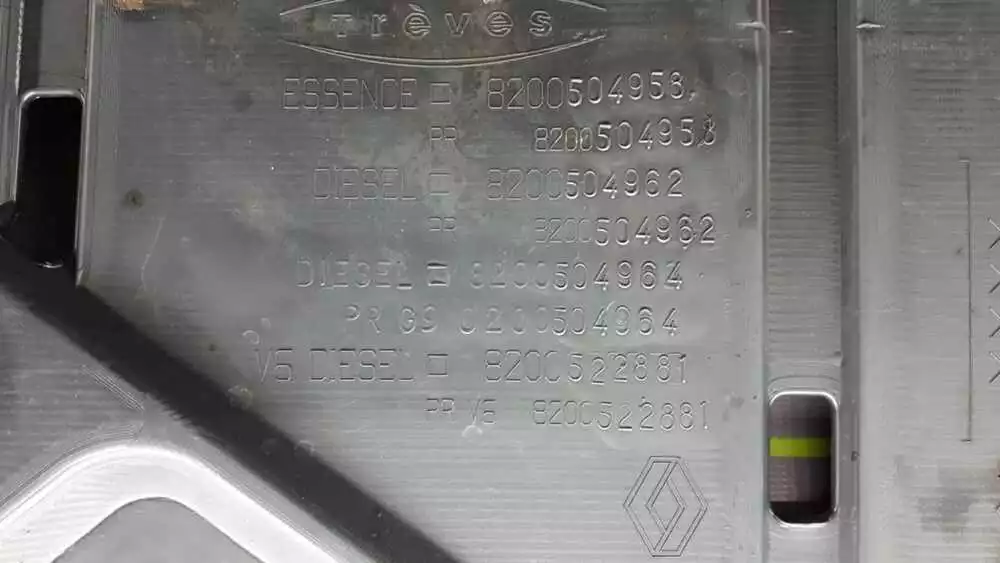 Trèves
ESSENCE □ 8200504958
PR 8200504958
DIESEL □ 8200504962
PR 8200504962
DIESEL □ 8200504964
PR G9 8200504964
V6 DIESEL □ 8200522881
PR V6 8200522881